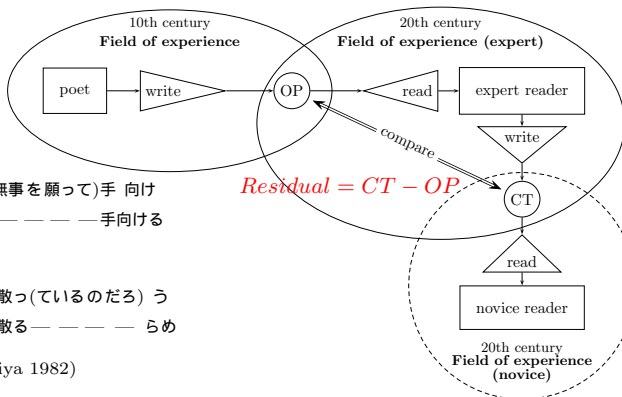 10th century
Field of experience
20th century
Field of experience (expert)
poet
write
OP
read
expert reader
write
compare
Residual = CT − OP
CT
read
novice reader
20th century
Field of experience
(novice)
無事を願って)手 向け
— — — —手向ける
散っ(ているのだろ) う
散る— — — — らめ
iya 1982)